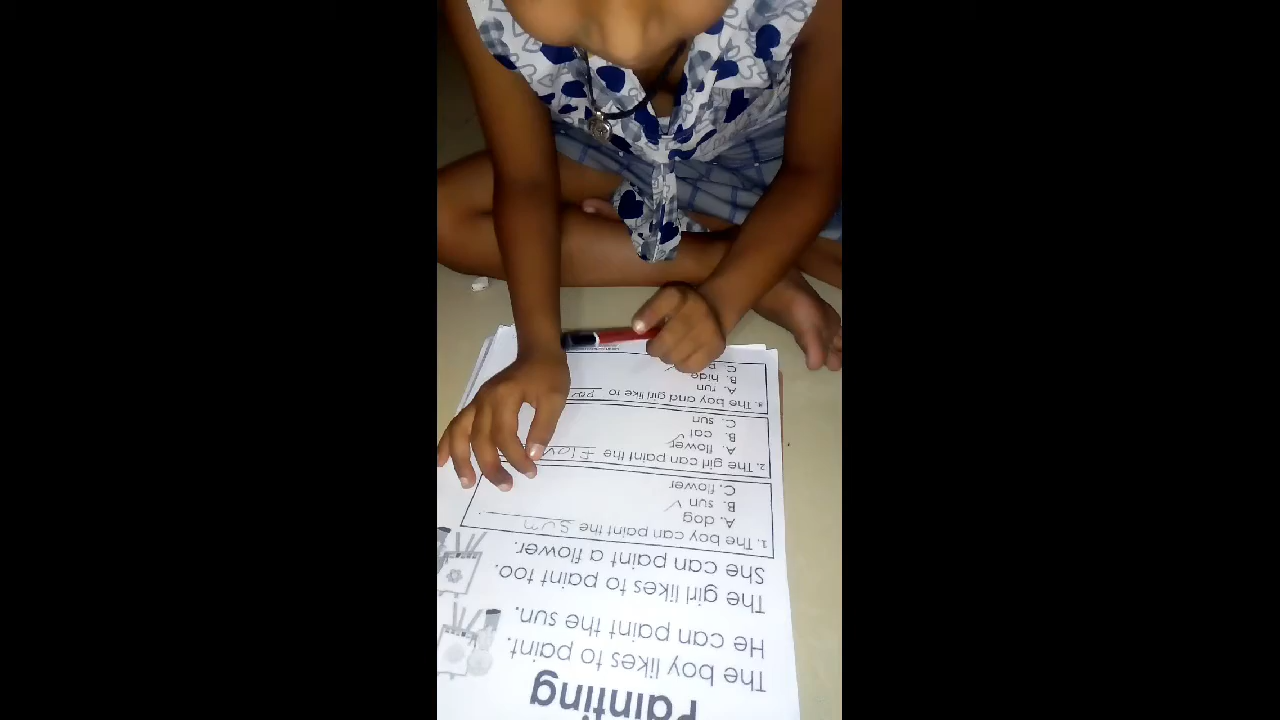 Painting
The boy likes to paint.
He can paint the sun.
The girl likes to paint too.
She can paint a flower.
1. The boy can paint the sun
A. dog
B. sun ✓
C. flower
2. The girl can paint the
A. flower ✓
B. cat
C. sun
3. The boy and girl like to
A. run
B. hide
C.